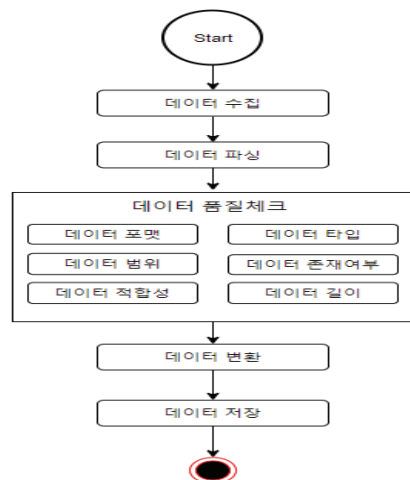 Start
데이터 수집
데이터 파싱
데이터 품질체크
데이터 포맷
데이터 타입
데이터 범위
데이터 존재여부
데이터 적합성
데이터 길이
데이터 변환
데이터 저장